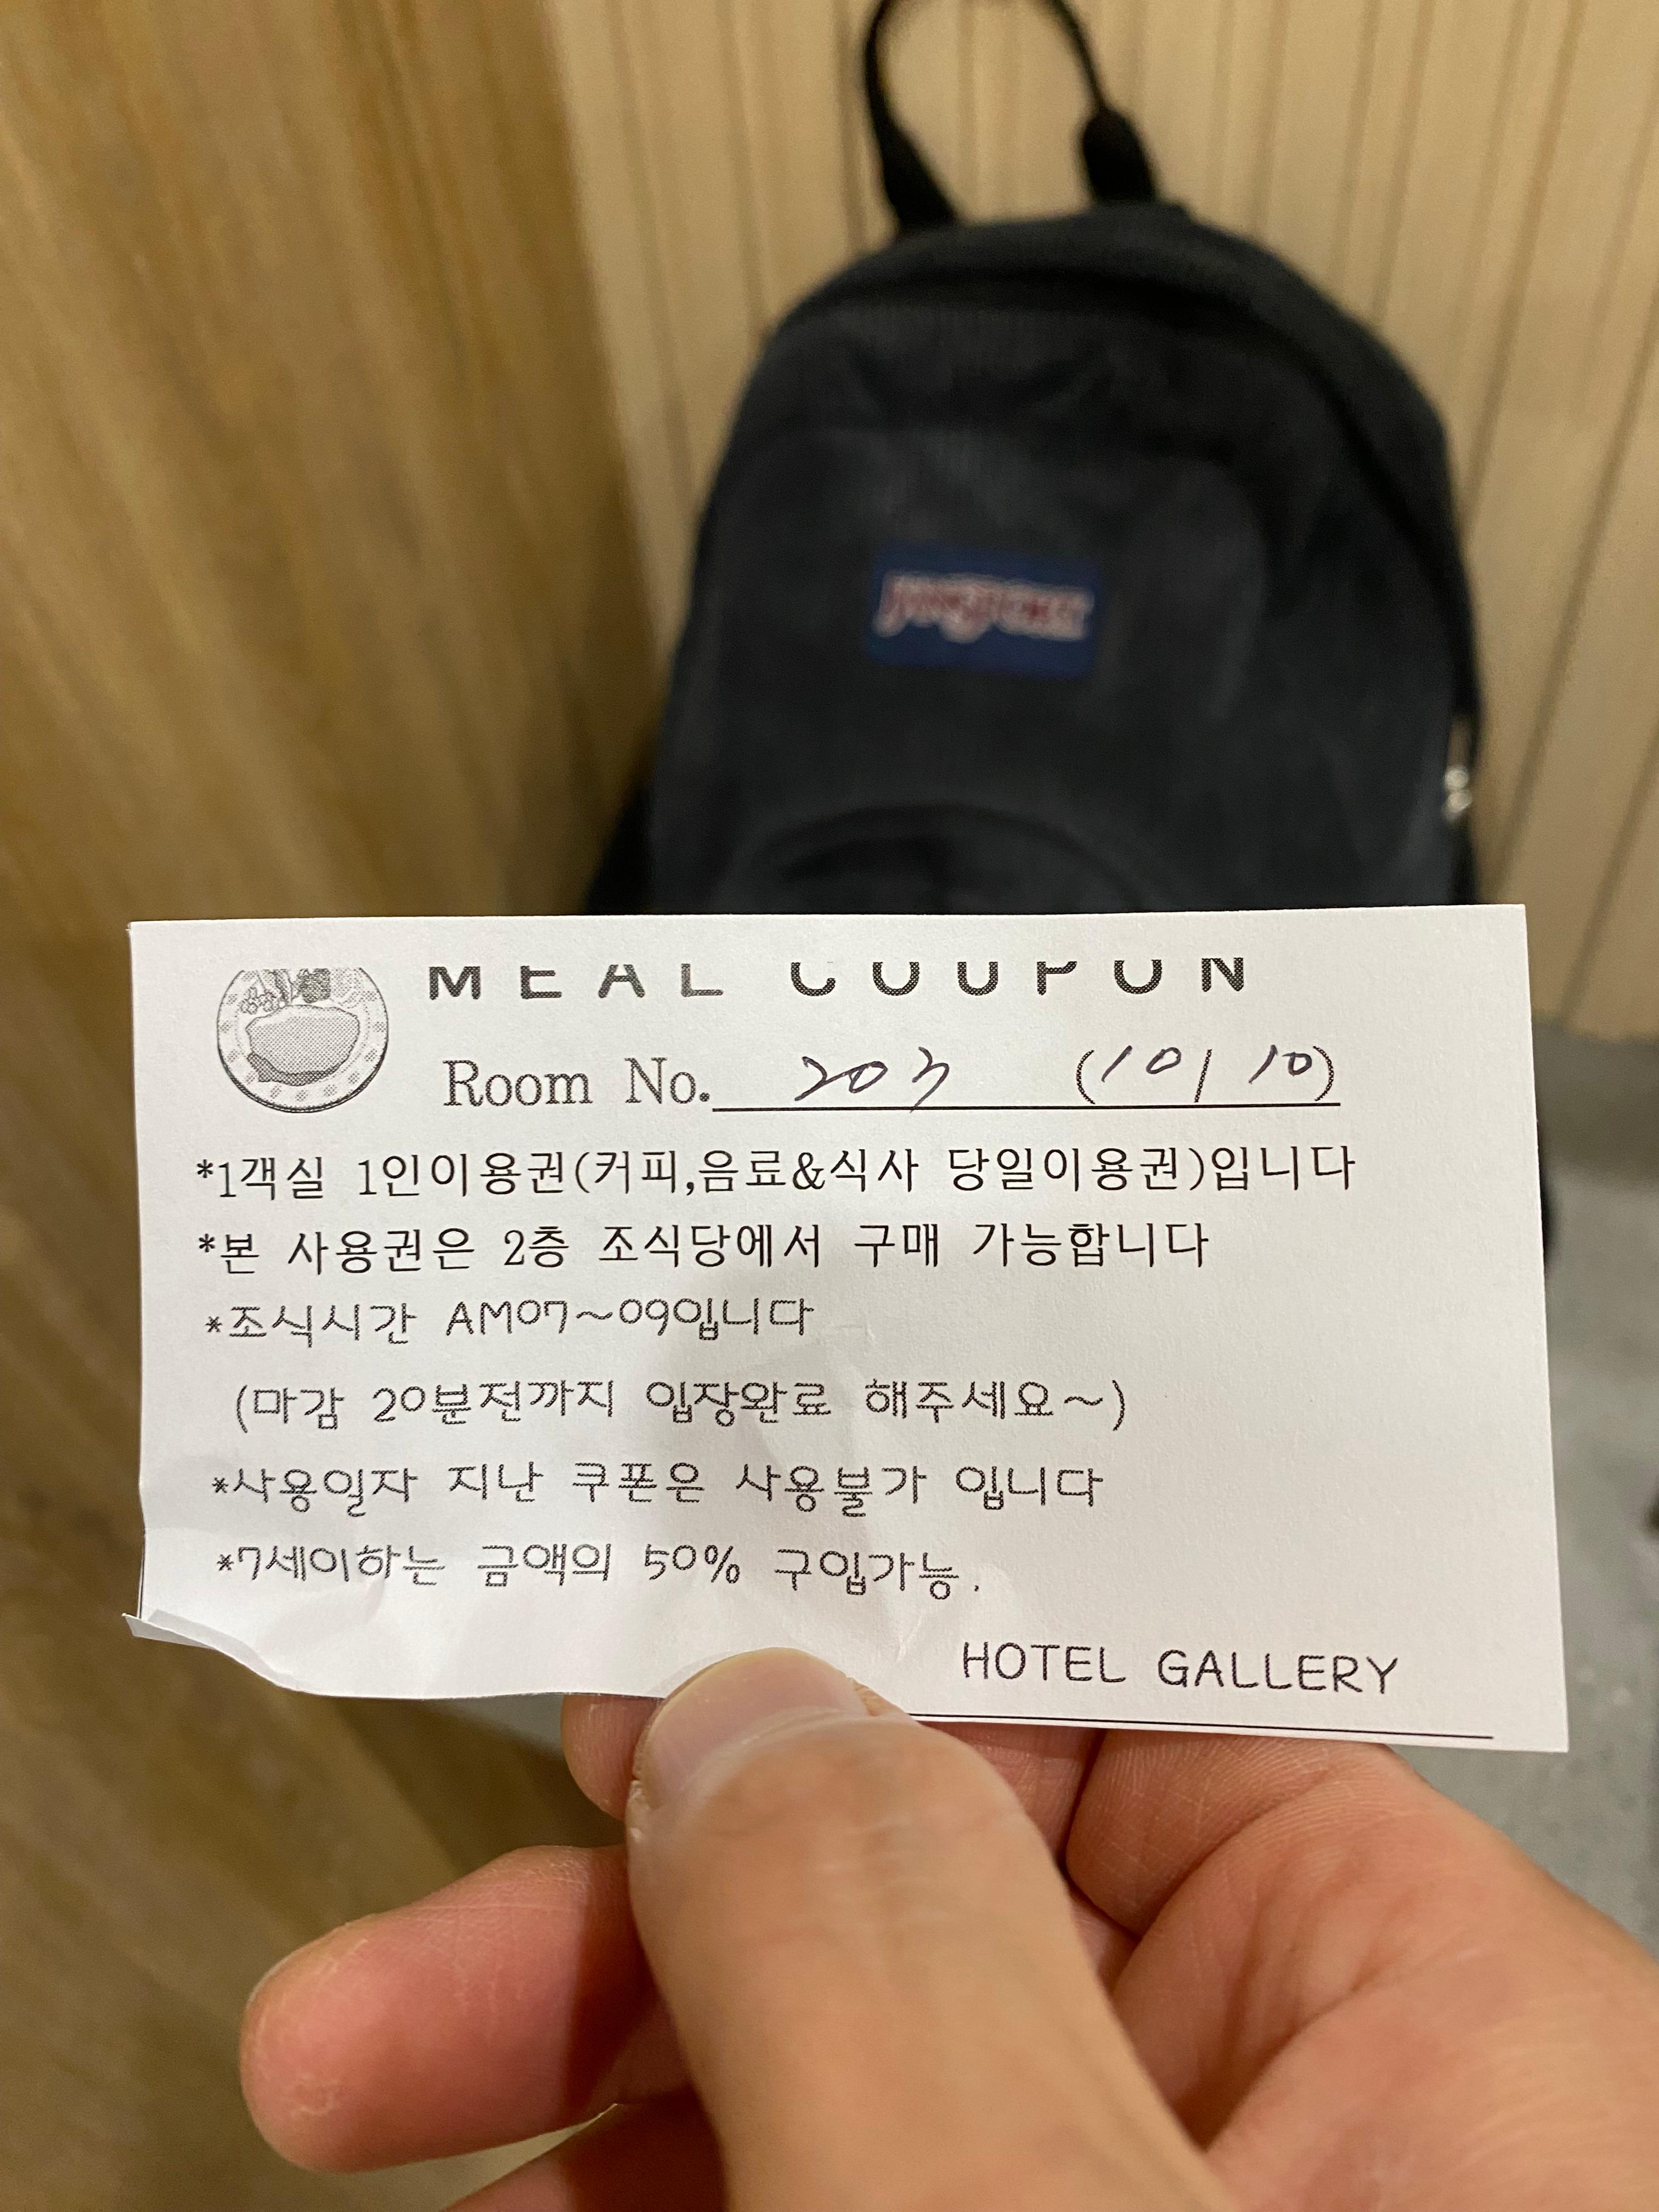 JANSPORT
MEAL COUPON
Room No. 203 (10/10)
*1객실 1인이용권(커피,음료&식사 당일이용권)입니다
*본 사용권은 2층 조식당에서 구매 가능합니다
*조식시간 AM07~09입니다
(마감 20분전까지 입장완료 해주세요~)
*사용일자 지난 쿠폰은 사용불가 입니다
*7세이하는 금액의 50% 구입가능.
HOTEL GALLERY